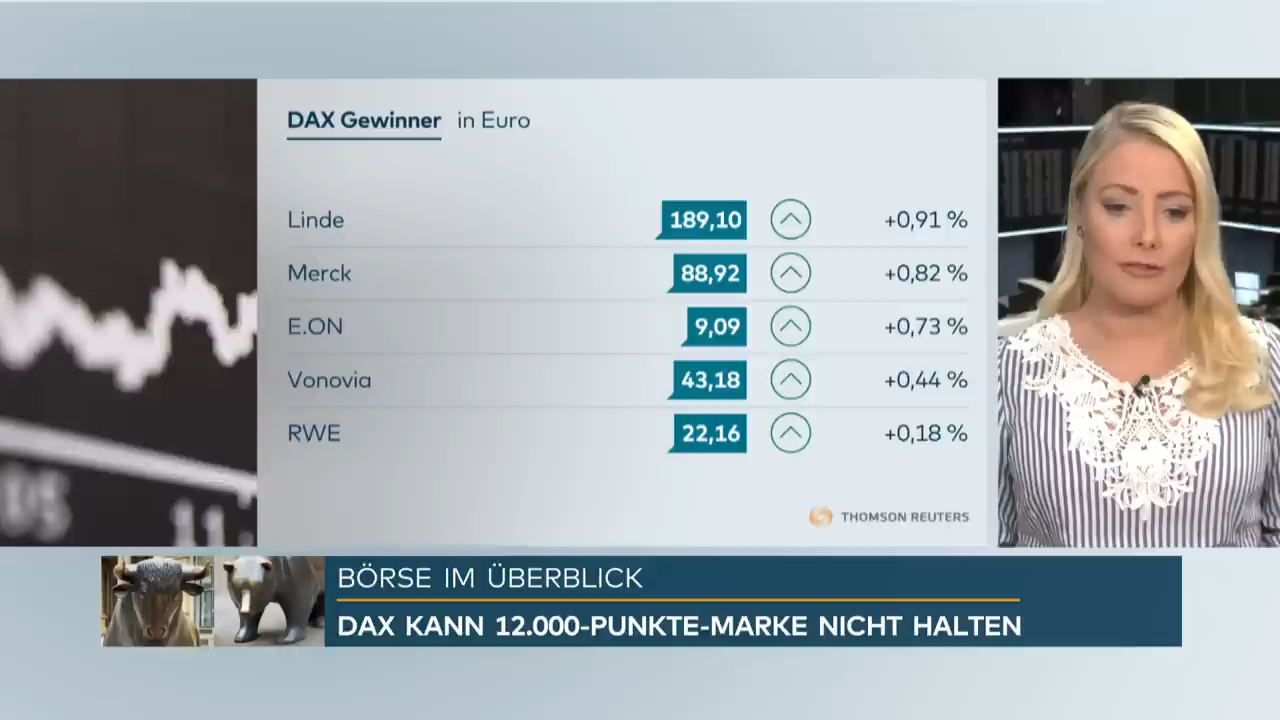 DAX Gewinner in Euro
Linde 189,10 +0,91 %
Merck 88,92 +0,82 %
E.ON 9,09 +0,73 %
Vonovia 43,18 +0,44 %
RWE 22,16 +0,18 %
THOMSON REUTERS
BÖRSE IM ÜBERBLICK
DAX KANN 12.000-PUNKTE-MARKE NICHT HALTEN